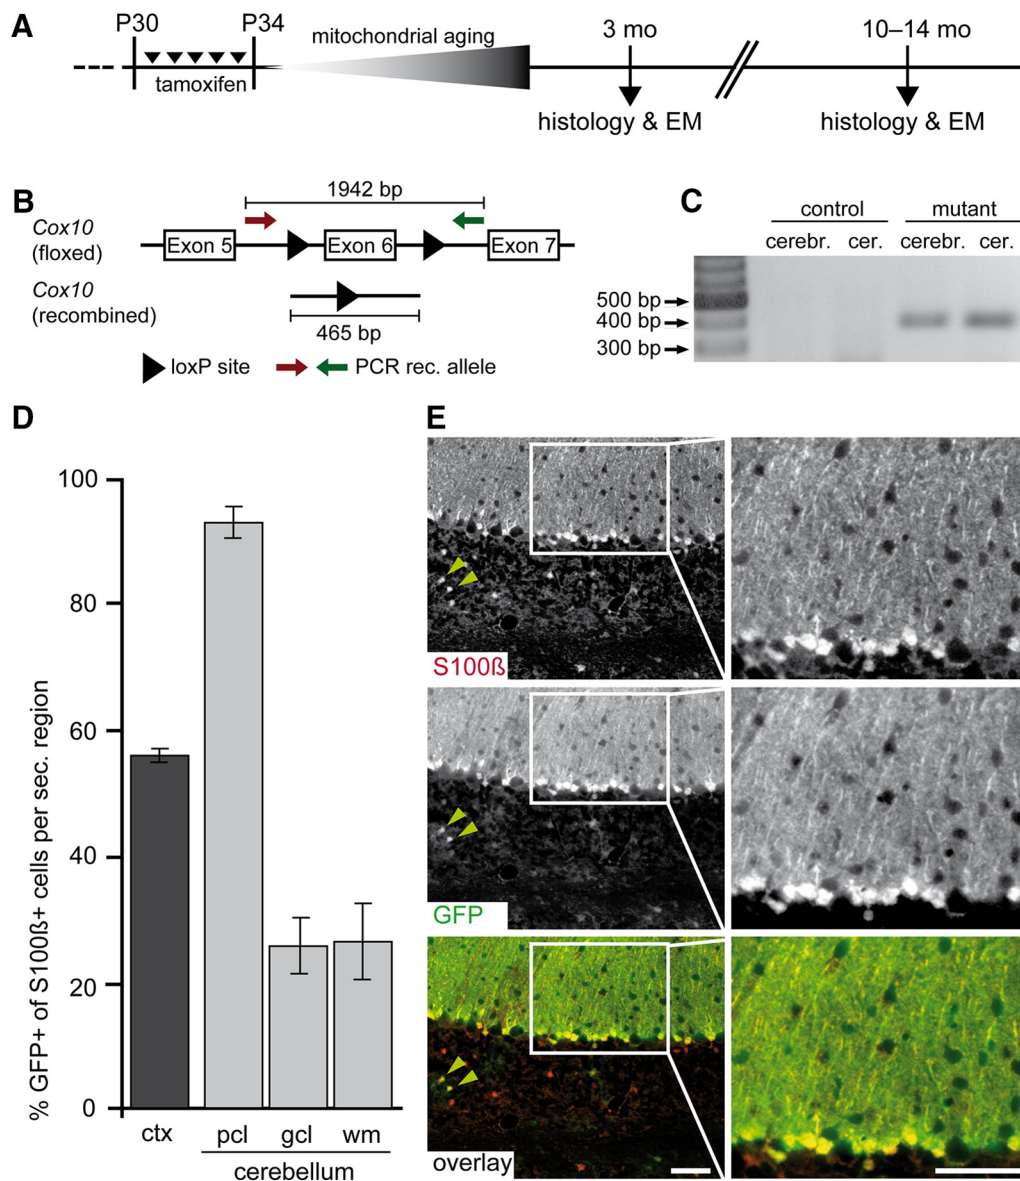 A
P30
P34
tamoxifen
mitochondrial aging
3 mo
10–14 mo
histology & EM
histology & EM
B
1942 bp
Cox10
(floxed)
Exon 5
Exon 6
Exon 7
Cox10
(recombined)
465 bp
loxP site
PCR rec. allele
C
control
mutant
cerebr.
cer.
cerebr.
cer.
500 bp
400 bp
300 bp
D
% GFP+ of S100ß+ cells per sec. region
100
80
60
40
20
0
ctx
pcl
gcl
wm
cerebellum
E
S100ß
GFP
overlay